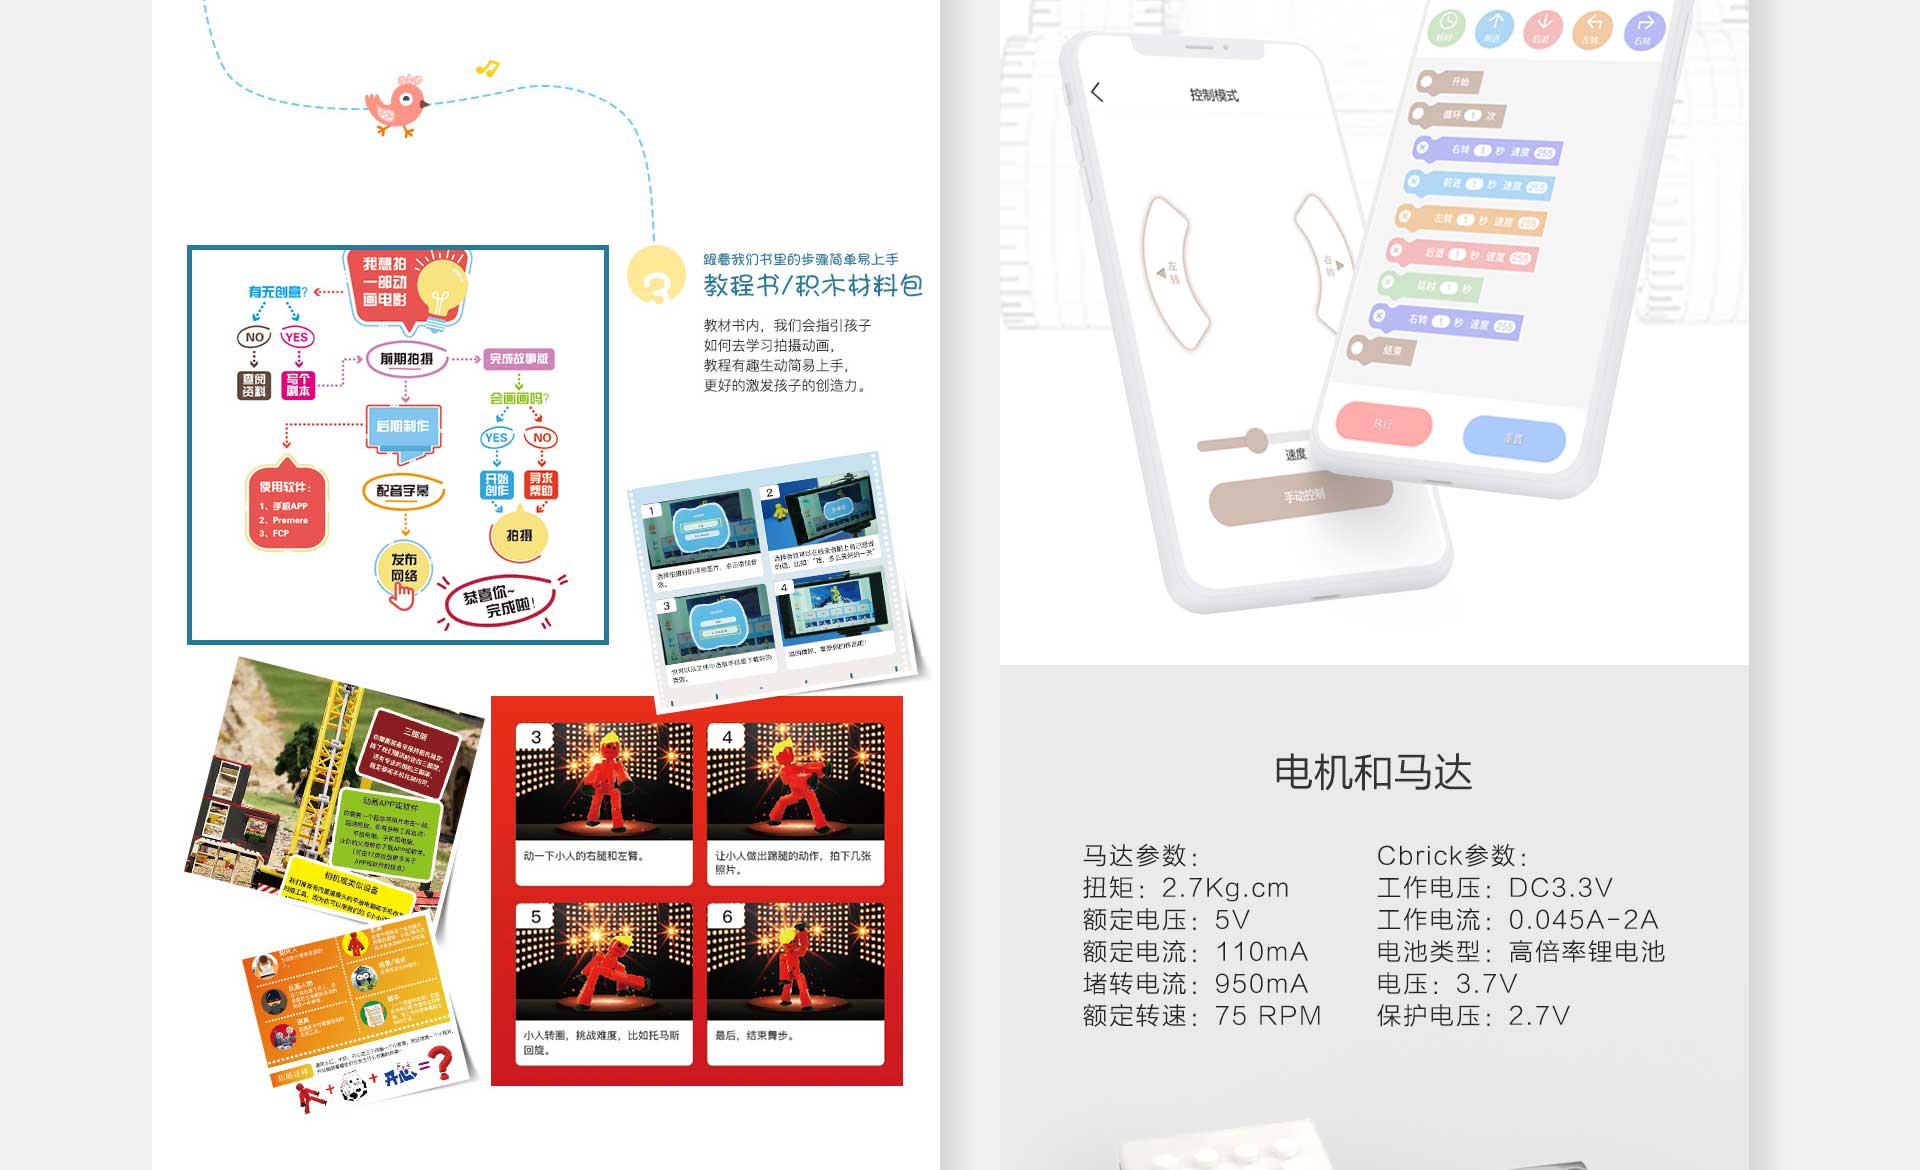 跟着我们书里的步骤简单易上手
3
教程书/积木材料包
教材书内，我们会指引孩子
如何去学习拍摄动画，
教程有趣生动简易上手，
更好的激发孩子的创造力。
我想拍
一部动
画电影
有无创意?
NO
YES
查阅
资料
写个
剧本
前期拍摄
完成故事版
会画画吗?
YES
NO
开始
创作
寻求
帮助
拍摄
后期制作
使用软件：
1、手机APP
2、Premere
3、FCP
配音字幕
发布
网络
恭喜你~
完成啦!
1
2
3
4
三脚架
动画APP或软件
相机或类似设备
3
动一下小人的右腿和左臂。
4
让小人做出踢腿的动作，拍下几张
照片。
5
小人转圈，挑战难度，比如托马斯
回旋。
6
最后，结束舞步。
道具
剧本
+
+
开心
=
?
控制模式
左转
右转
速度
手动控制
延时
前进
后退
左转
右转
开始
循环 1 次
右转 1 秒 速度 255
前进 1 秒 速度 255
左转 1 秒 速度 255
后退 1 秒 速度 255
延时 1 秒
右转 1 秒 速度 255
结束
执行
重置
电机和马达
马达参数：
扭矩：2.7Kg.cm
额定电压：5V
额定电流：110mA
堵转电流：950mA
额定转速：75 RPM
Cbrick参数：
工作电压：DC3.3V
工作电流：0.045A-2A
电池类型：高倍率锂电池
电压：3.7V
保护电压：2.7V